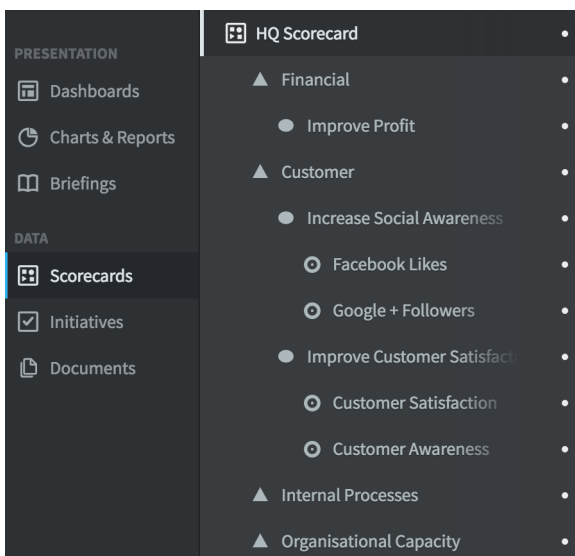 PRESENTATION
Dashboards
Charts & Reports
Briefings
DATA
Scorecards
Initiatives
Documents
HQ Scorecard
Financial
Improve Profit
Customer
Increase Social Awareness
Facebook Likes
Google + Followers
Improve Customer Satisfact
Customer Satisfaction
Customer Awareness
Internal Processes
Organisational Capacity